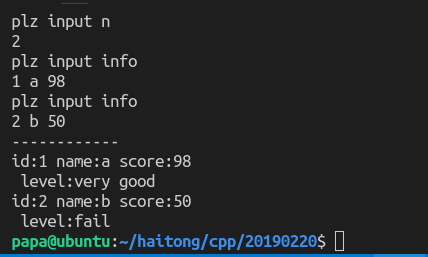 plz input n
2
plz input info
1 a 98
plz input info
2 b 50
------------
id:1 name:a score:98
 level:very good
id:2 name:b score:50
 level:fail
papa@ubuntu:~/haitong/cpp/20190220$